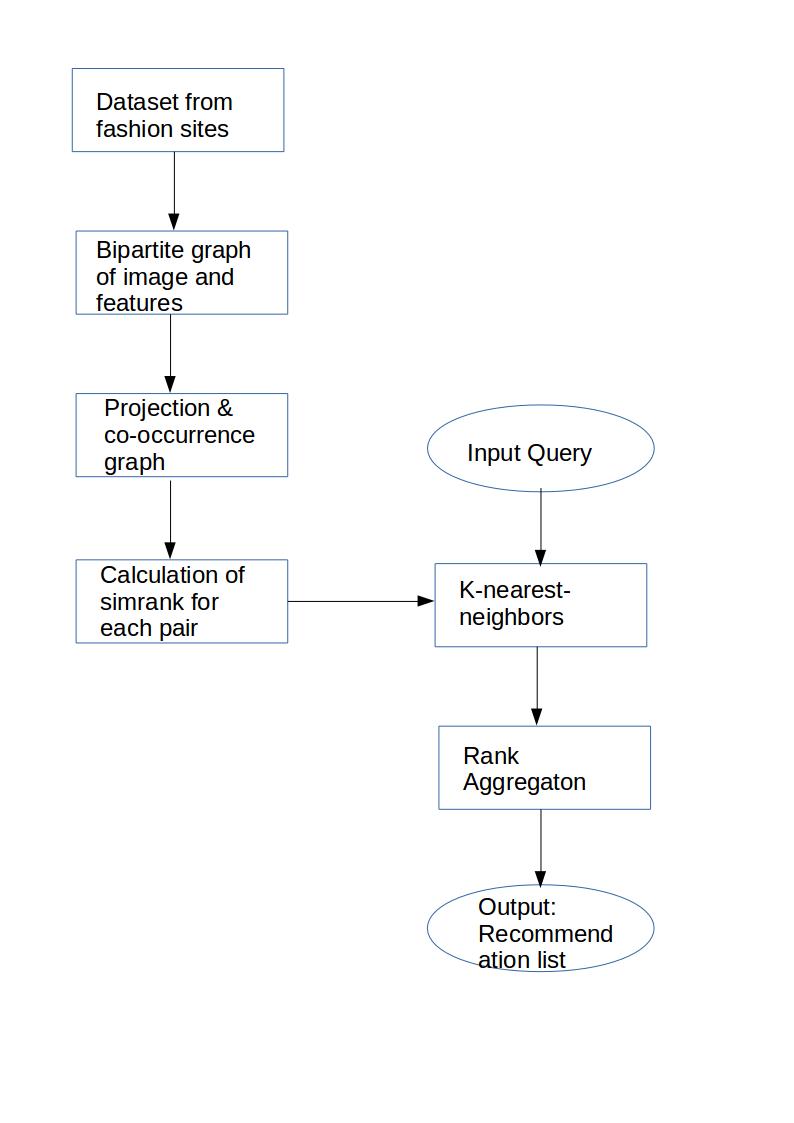 Dataset from
fashion sites
Bipartite graph
of image and
features
Projection &
co-occurrence
graph
Calculation of
simrank for
each pair
Input Query
K-nearest-
neighbors
Rank
Aggregaton
Output:
Recommend
ation list